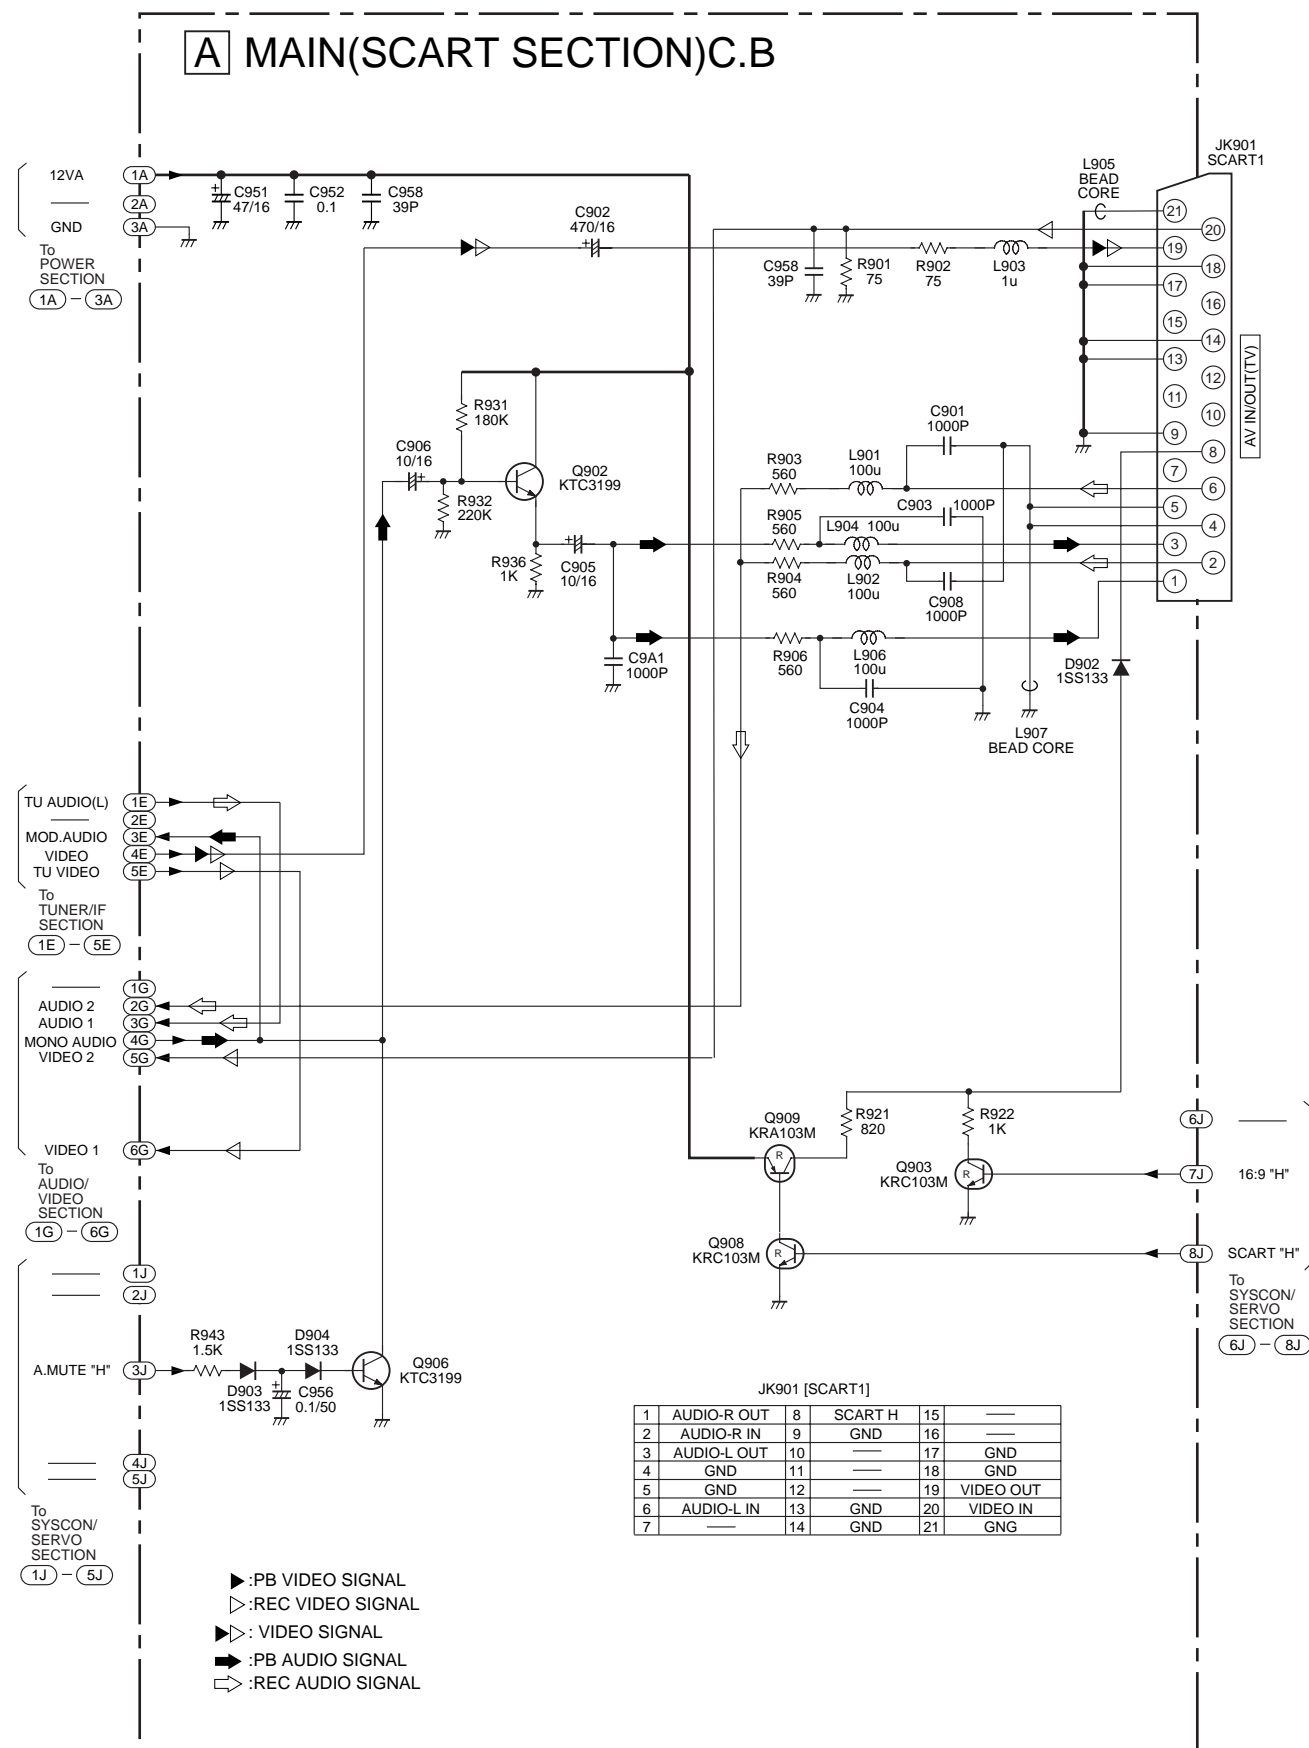 A MAIN(SCART SECTION)C.B
JK901
SCART1
L905
BEAD
CORE
12VA
1A
2A
GND
3A
To
POWER
SECTION
1A – 3A
C951
47/16
C952
0.1
C958
39P
C902
470/16
C958
39P
R901
75
R902
75
L903
1u
21
20
19
18
17
16
15
14
13
12
11
10
9
8
7
6
5
4
3
2
1
AV IN/OUT(TV)
R931
180K
C906
10/16
R932
220K
Q902
KTC3199
R936
1K
C905
10/16
C9A1
1000P
C901
1000P
R903
560
L901
100u
C903 1000P
R905
560
L904 100u
R904
560
L902
100u
C908
1000P
R906
560
L906
100u
C904
1000P
L907
BEAD CORE
D902
1SS133
TU AUDIO(L) 1E
2E
MOD.AUDIO 3E
VIDEO 4E
TU VIDEO 5E
To
TUNER/IF
SECTION
1E – 5E
1G
AUDIO 2 2G
AUDIO 1 3G
MONO AUDIO 4G
VIDEO 2 5G
VIDEO 1 6G
To
AUDIO/
VIDEO
SECTION
1G – 6G
Q909
KRA103M
R
R921
820
R922
1K
Q903
KRC103M
R
Q908
KRC103M
R
6J
7J 16:9 "H"
8J SCART "H"
To
SYSCON/
SERVO
SECTION
6J – 8J
1J
2J
A.MUTE "H" 3J
R943
1.5K
D903
1SS133
D904
1SS133
C956
0.1/50
Q906
KTC3199
4J
5J
To
SYSCON/
SERVO
SECTION
1J – 5J
JK901 [SCART1]
1 AUDIO-R OUT 8 SCART H 15 —
2 AUDIO-R IN 9 GND 16 —
3 AUDIO-L OUT 10 — 17 GND
4 GND 11 — 18 GND
5 GND 12 — 19 VIDEO OUT
6 AUDIO-L IN 13 GND 20 VIDEO IN
7 — 14 GND 21 GNG
:PB VIDEO SIGNAL
:REC VIDEO SIGNAL
: VIDEO SIGNAL
:PB AUDIO SIGNAL
:REC AUDIO SIGNAL